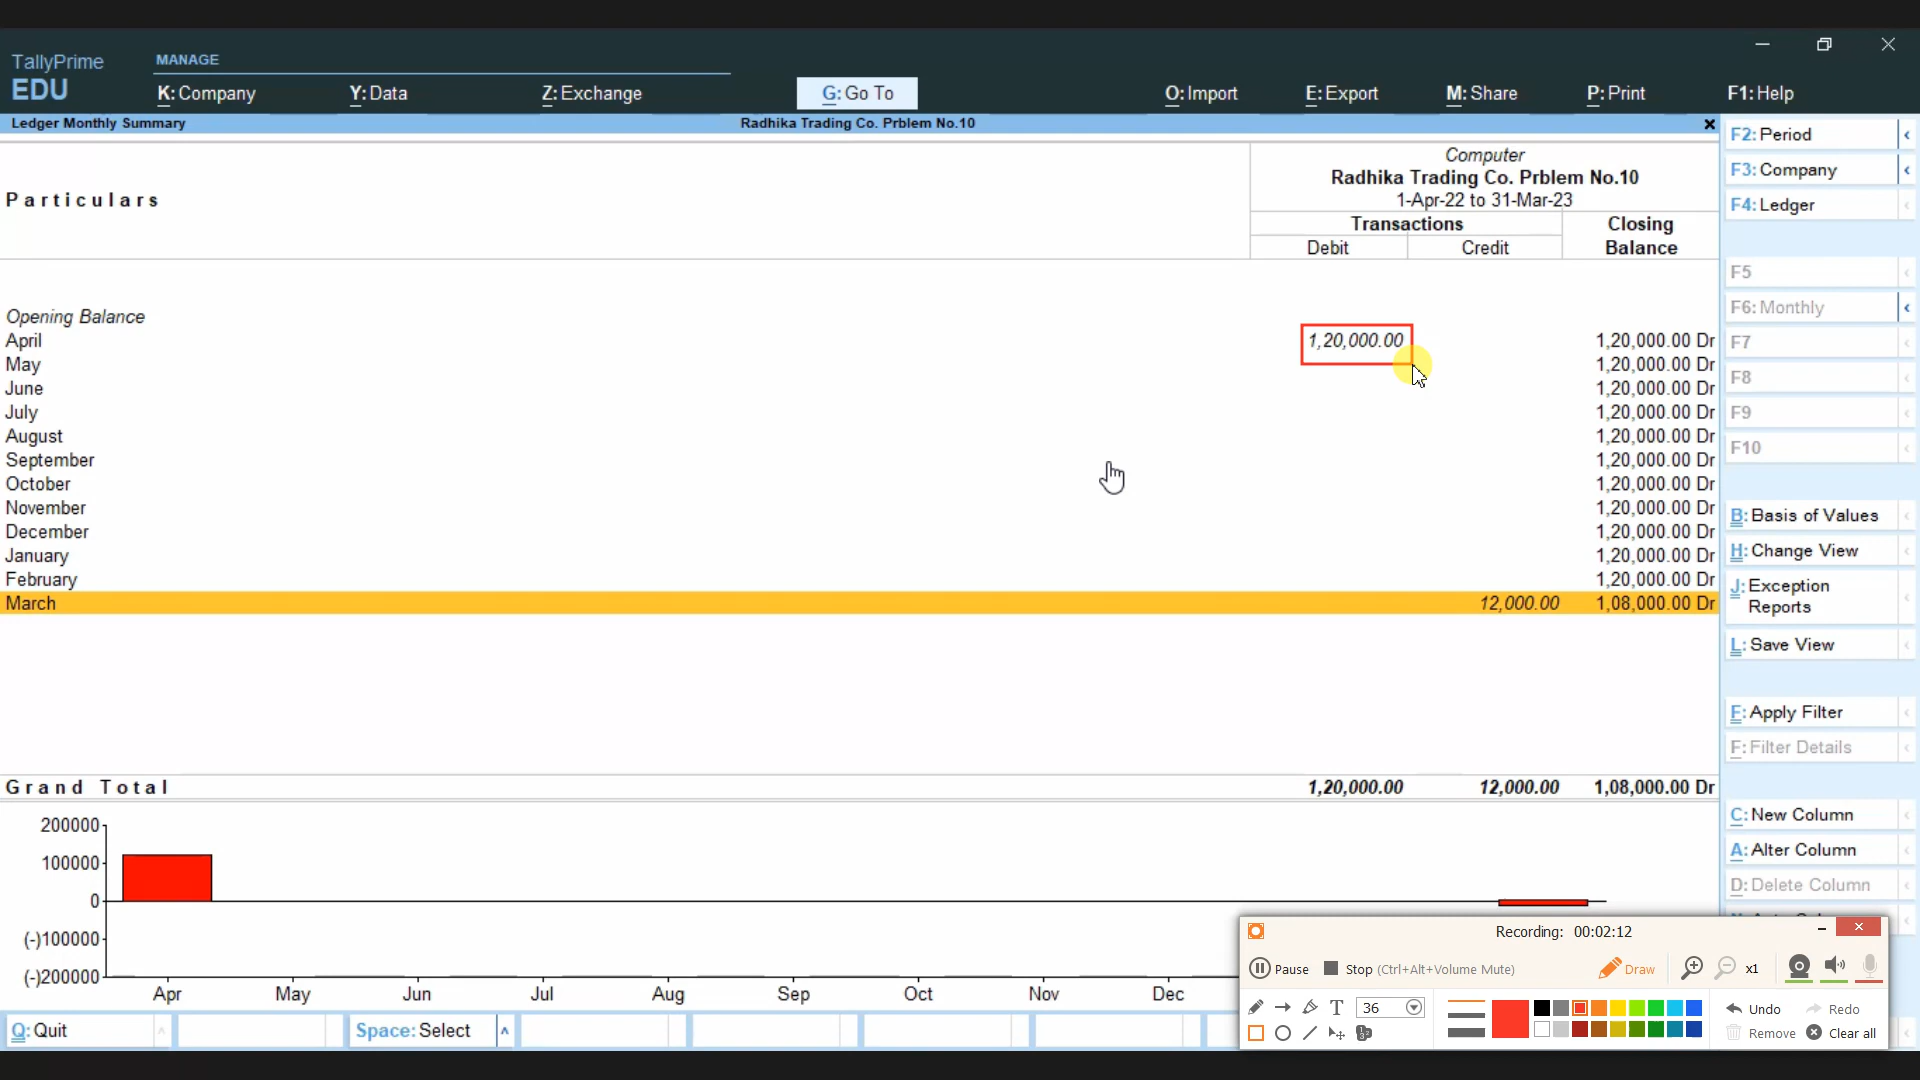 TallyPrime
EDU
MANAGE
K: Company
Y: Data
Z: Exchange
G: Go To
O: Import
E: Export
M: Share
P: Print
F1: Help
Ledger Monthly Summary
Radhika Trading Co. Prblem No.10
Particulars
Computer
Radhika Trading Co. Prblem No.10
1-Apr-22 to 31-Mar-23
Transactions
Closing
Debit
Credit
Balance
Opening Balance
April 1,20,000.00 1,20,000.00 Dr
May 1,20,000.00 Dr
June 1,20,000.00 Dr
July 1,20,000.00 Dr
August 1,20,000.00 Dr
September 1,20,000.00 Dr
October 1,20,000.00 Dr
November 1,20,000.00 Dr
December 1,20,000.00 Dr
January 1,20,000.00 Dr
February 1,20,000.00 Dr
March 12,000.00 1,08,000.00 Dr
Grand Total 1,20,000.00 12,000.00 1,08,000.00 Dr
200000
100000
0
(-)100000
(-)200000
Apr May Jun Jul Aug Sep Oct Nov Dec
Q: Quit
Space: Select
F2: Period
F3: Company
F4: Ledger
F5
F6: Monthly
F7
F8
F9
F10
B: Basis of Values
H: Change View
J: Exception
Reports
L: Save View
F: Apply Filter
F: Filter Details
C: New Column
A: Alter Column
D: Delete Column
Recording: 00:02:12
Pause
Stop (Ctrl+Alt+Volume Mute)
Draw
x1
T
36
Undo
Redo
Remove
Clear all